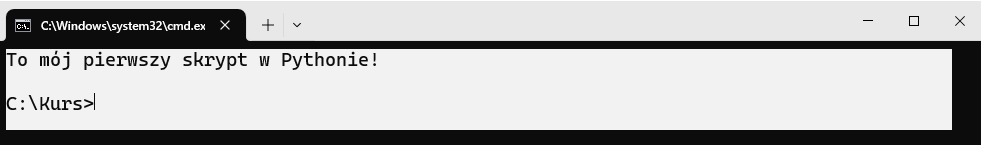 C:\Windows\system32\cmd.ex
To mój pierwszy skrypt w Pythonie!
C:\Kurs>